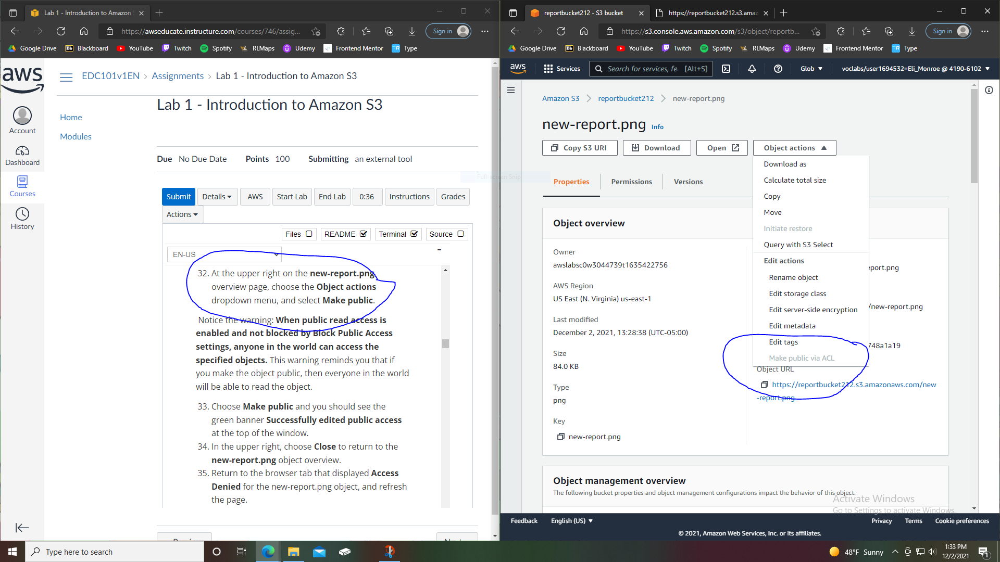 Lab 1 - Introduction to Amazon S
https://awseducate.instructure.com/courses/746/assig...
Sign in
Google Drive
Bb Blackboard
YouTube
Twitch
Spotify
RLMaps
Udemy
Frontend Mentor
Type
aws
EDC101v1EN > Assignments > Lab 1 - Introduction to Amazon S3
Account
Dashboard
Courses
History
Home
Modules
Lab 1 - Introduction to Amazon S3
Due No Due Date Points 100 Submitting an external tool
Full-screen Snip
Submit Details AWS Start Lab End Lab 0:36 Instructions Grades
Actions
Files README Terminal Source
EN-US
32. At the upper right on the new-report.png
overview page, choose the Object actions
dropdown menu, and select Make public.
Notice the warning: When public read access is
enabled and not blocked by Block Public Access
settings, anyone in the world can access the
specified objects. This warning reminds you that if
you make the object public, then everyone in the world
will be able to read the object.
33. Choose Make public and you should see the
green banner Successfully edited public access
at the top of the window.
34. In the upper right, choose Close to return to the
new-report.png object overview.
35. Return to the browser tab that displayed Access
Denied for the new-report.png object, and refresh
the page.
reportbucket212 - S3 bucket
https://reportbucket212.s3.amaz
https://s3.console.aws.amazon.com/s3/object/reportb...
Sign in
Google Drive
Bb Blackboard
YouTube
Twitch
Spotify
RLMaps
Udemy
Frontend Mentor
Type
aws Services Search for services, fe [Alt+S] Glob voclabs/user1694532=Eli_Monroe @ 4190-6102
Amazon S3 > reportbucket212 > new-report.png
new-report.png Info
Copy S3 URI Download Open Object actions
Download as
Calculate total size
Copy
Move
Initiate restore
Query with S3 Select
Edit actions
Rename object
Edit storage class
Edit server-side encryption
Edit metadata
Edit tags
Make public via ACL
Properties Permissions Versions
Object overview
Owner
awslabsc0w3044739t1635422756
AWS Region
US East (N. Virginia) us-east-1
Last modified
December 2, 2021, 13:28:38 (UTC-05:00)
Size
84.0 KB
Type
png
Key
new-report.png
eport.png
/new-report.png
748a1a19
Object URL
https://reportbucket212.s3.amazonaws.com/new
-report.png
Object management overview
The following bucket properties and object management configurations impact the behavior of this object.
Activate Windows
Go to Settings to activate Windows.
Feedback English (US) Privacy Terms Cookie preferences
© 2021, Amazon Web Services, Inc. or its affiliates.
Type here to search
48°F Sunny
1:33 PM
12/2/2021
1